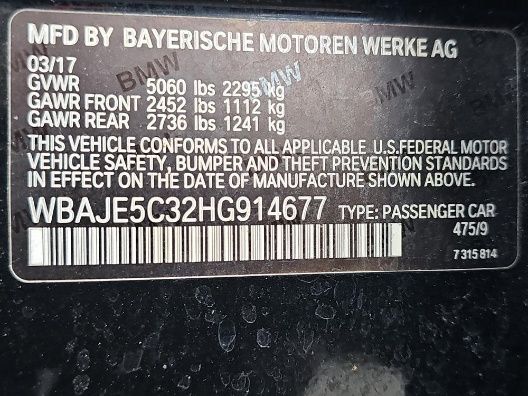 MFD BY BAYERISCHE MOTOREN WERKE AG
03/17
GVWR 5060 lbs 2295 kg
GAWR FRONT 2452 lbs 1112 kg
GAWR REAR 2736 lbs 1241 kg
THIS VEHICLE CONFORMS TO ALL APPLICABLE U.S.FEDERAL MOTOR
VEHICLE SAFETY, BUMPER AND THEFT PREVENTION STANDARDS
IN EFFECT ON THE DATE OF MANUFACTURE SHOWN ABOVE.
WBAJE5C32HG914677 TYPE: PASSENGER CAR
475/9
7 315 814
BMW
BMW
BMW